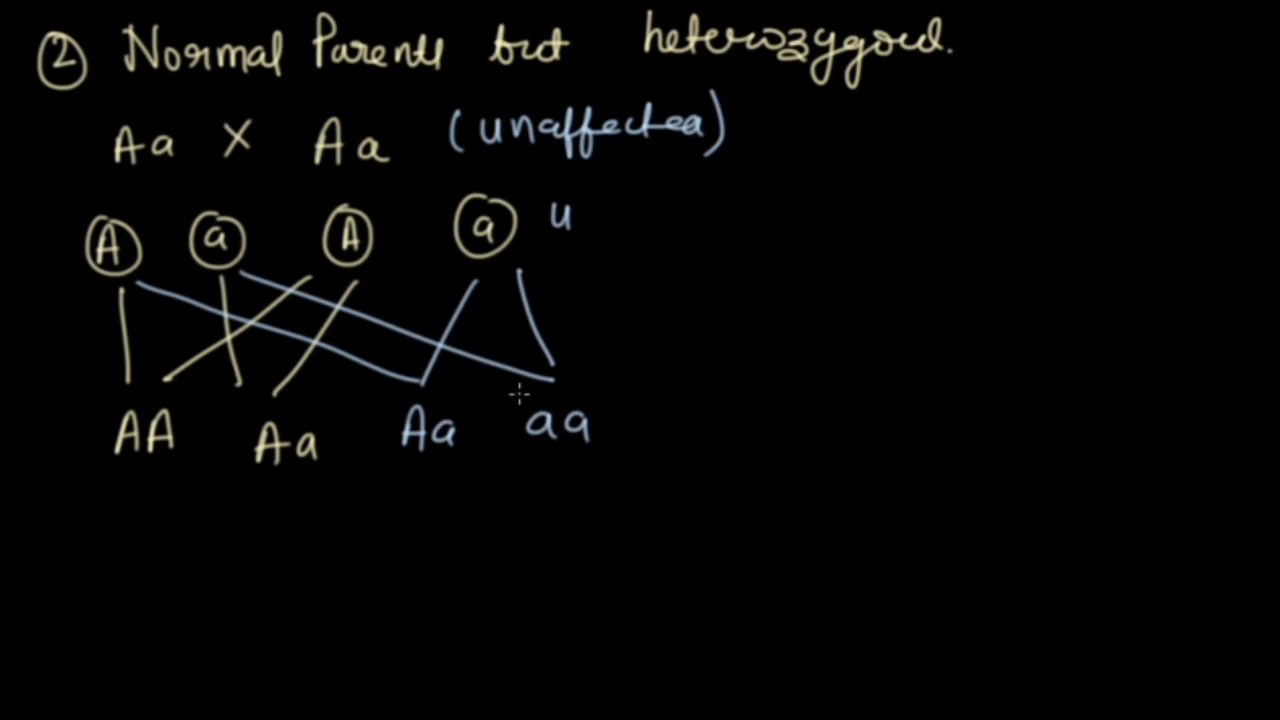 ② Normal Parents but heterozygous.
Aa X Aa (unaffected)
A a A a u
AA Aa Aa aa